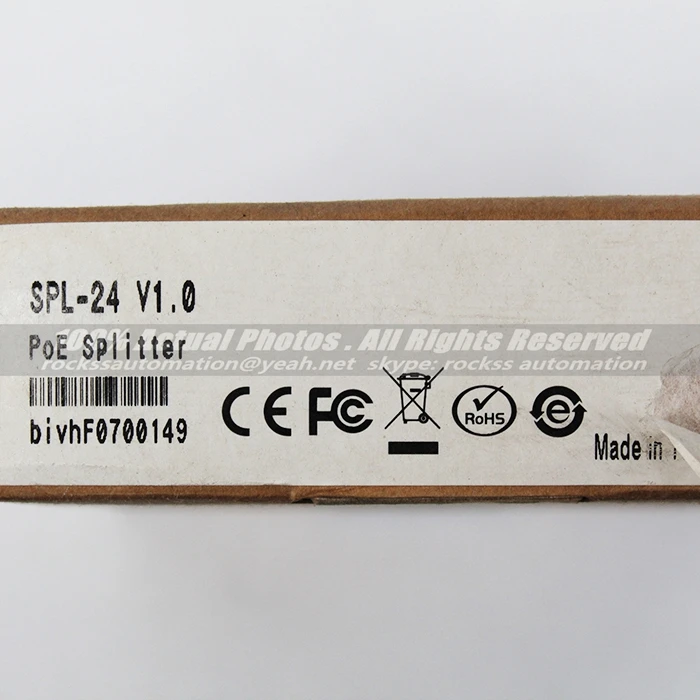 SPL-24 V1.0
100% Actual Photos . All Rights Reserved
PoE Splitter
rockssautomation@yeah.net skype: rockss automation
bivhF0700149
CE FC
RoHS
e
Made in